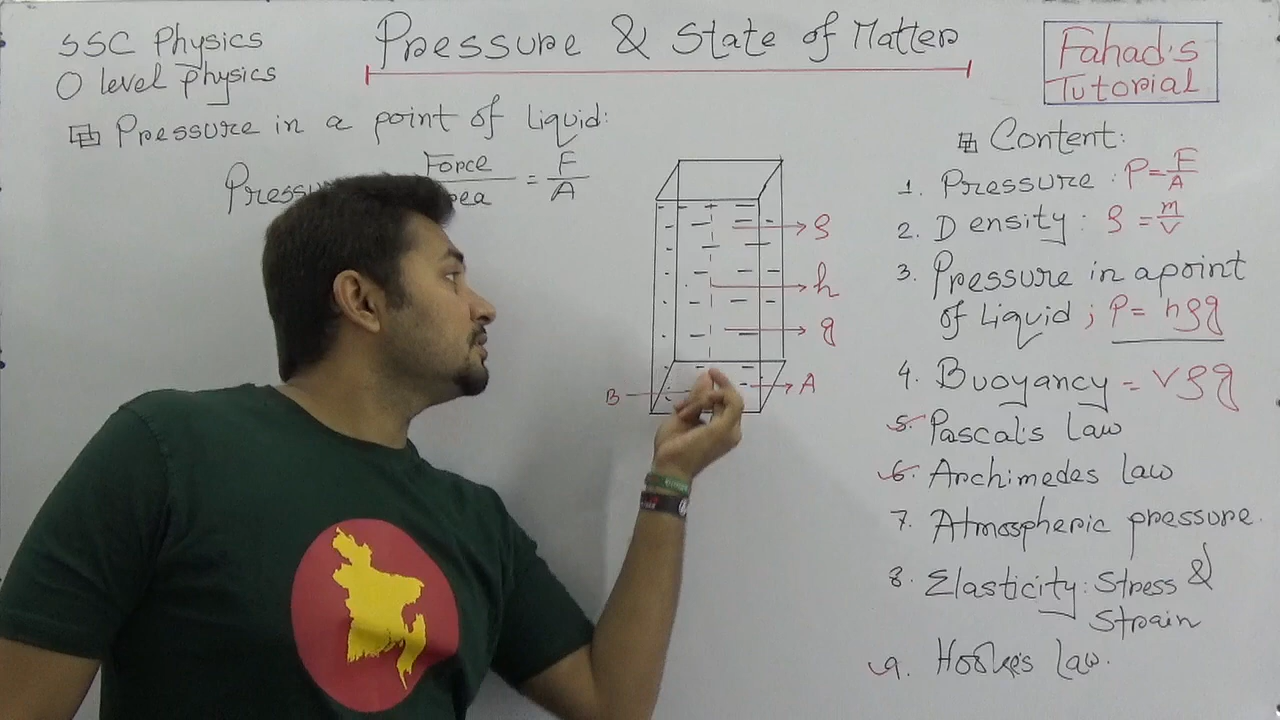 SSC Physics
O level physics
Pressure & State of Matter
Fahad's
Tutorial
Pressure in a point of liquid:
Force F
= —
A
ρ
h
g
B
A
Content:
1. Pressure : P = F/A
2. Density : ρ = m/v
3. Pressure in a point
of Liquid ; P = hρg
4. Buoyancy = vρg
5. Pascal's law
6. Archimedes law
7. Atmospheric pressure.
8. Elasticity : Stress &
Strain
9. Hooke's law.